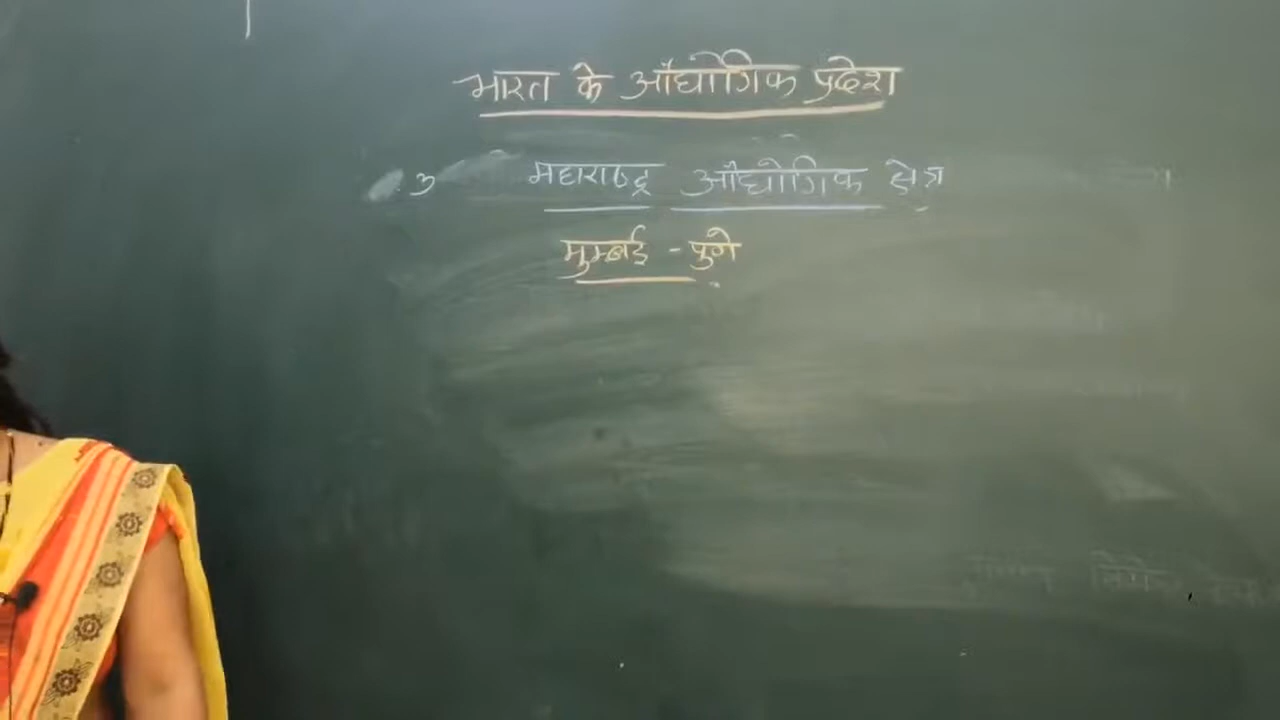 भारत के औद्योगिक प्रदेश
3 महाराष्ट्र औद्योगिक क्षेत्र
मुम्बई - पुणे